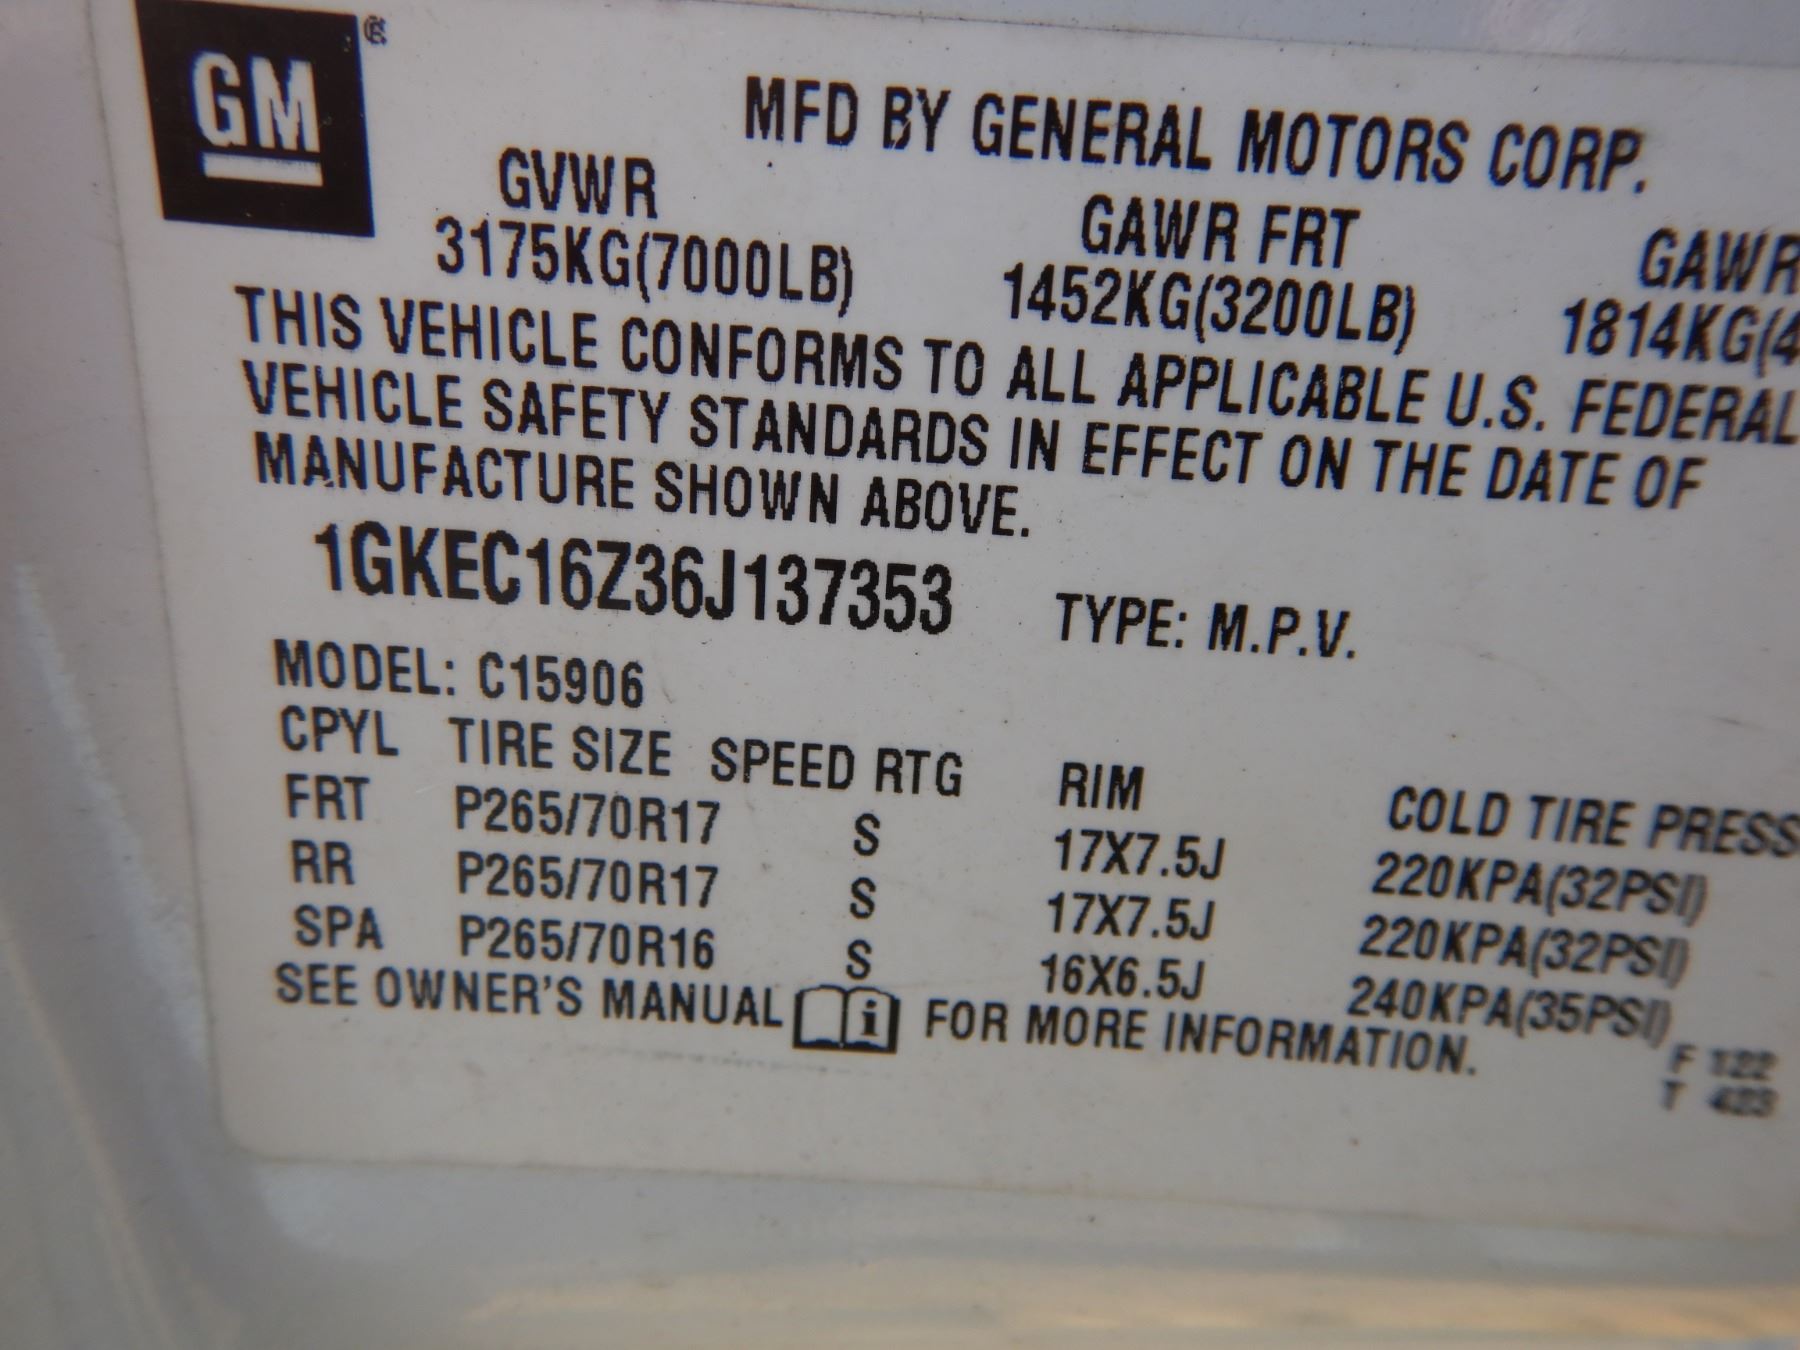 GM
MFD BY GENERAL MOTORS CORP.
GVWR GAWR FRT GAWR
3175KG(7000LB) 1452KG(3200LB) 1814KG(4
THIS VEHICLE CONFORMS TO ALL APPLICABLE U.S. FEDERAL
VEHICLE SAFETY STANDARDS IN EFFECT ON THE DATE OF
MANUFACTURE SHOWN ABOVE.
1GKEC16Z36J137353 TYPE: M.P.V.
MODEL: C15906
CPYL TIRE SIZE SPEED RTG RIM COLD TIRE PRESS
FRT P265/70R17 S 17X7.5J 220KPA(32PSI)
RR P265/70R17 S 17X7.5J 220KPA(32PSI)
SPA P265/70R16 S 16X6.5J 240KPA(35PSI)
SEE OWNER'S MANUAL i FOR MORE INFORMATION.
F 122
T